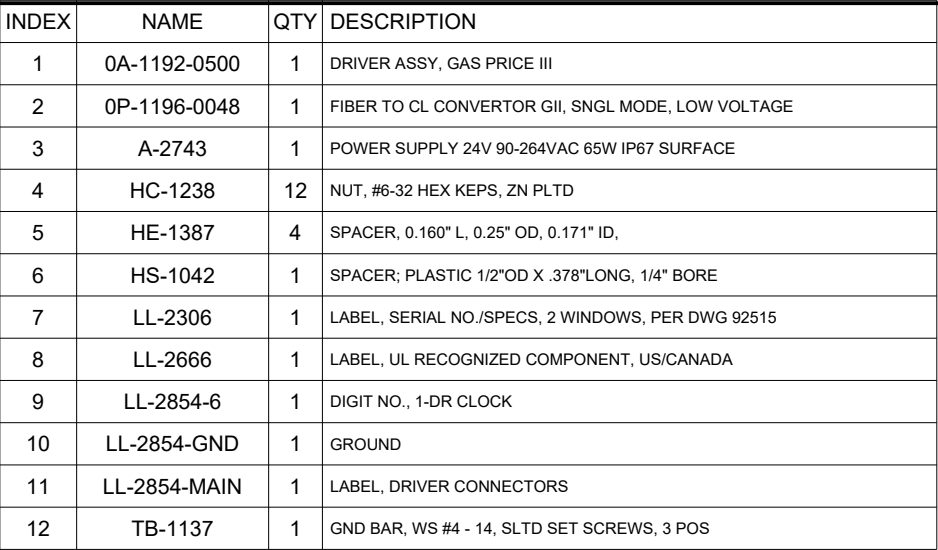 INDEX NAME QTY DESCRIPTION
1 0A-1192-0500 1 DRIVER ASSY, GAS PRICE III
2 0P-1196-0048 1 FIBER TO CL CONVERTOR GII, SNGL MODE, LOW VOLTAGE
3 A-2743 1 POWER SUPPLY 24V 90-264VAC 65W IP67 SURFACE
4 HC-1238 12 NUT, #6-32 HEX KEPS, ZN PLTD
5 HE-1387 4 SPACER, 0.160" L, 0.25" OD, 0.171" ID,
6 HS-1042 1 SPACER; PLASTIC 1/2"OD X .378"LONG, 1/4" BORE
7 LL-2306 1 LABEL, SERIAL NO./SPECS, 2 WINDOWS, PER DWG 92515
8 LL-2666 1 LABEL, UL RECOGNIZED COMPONENT, US/CANADA
9 LL-2854-6 1 DIGIT NO., 1-DR CLOCK
10 LL-2854-GND 1 GROUND
11 LL-2854-MAIN 1 LABEL, DRIVER CONNECTORS
12 TB-1137 1 GND BAR, WS #4 - 14, SLTD SET SCREWS, 3 POS